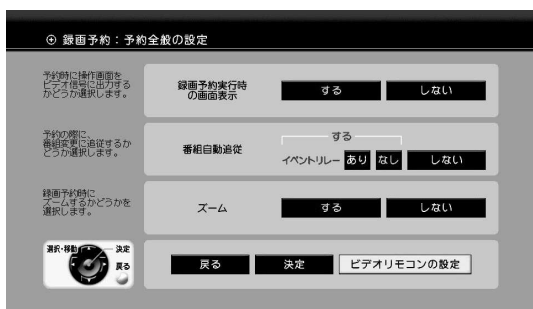 録画予約：予約全般の設定
予約時に操作画面を
ビデオ信号に出力する
かどうか選択します。
録画予約実行時
の画面表示
する
しない
予約の際に、
番組変更に追従するか
どうか選択します。
番組自動追従
する
イベントリレー あり なし しない
録画予約時に
ズームするかどうかを
選択します。
ズーム
する
しない
選択・移動
決定
戻る
戻る
決定
ビデオリモコンの設定